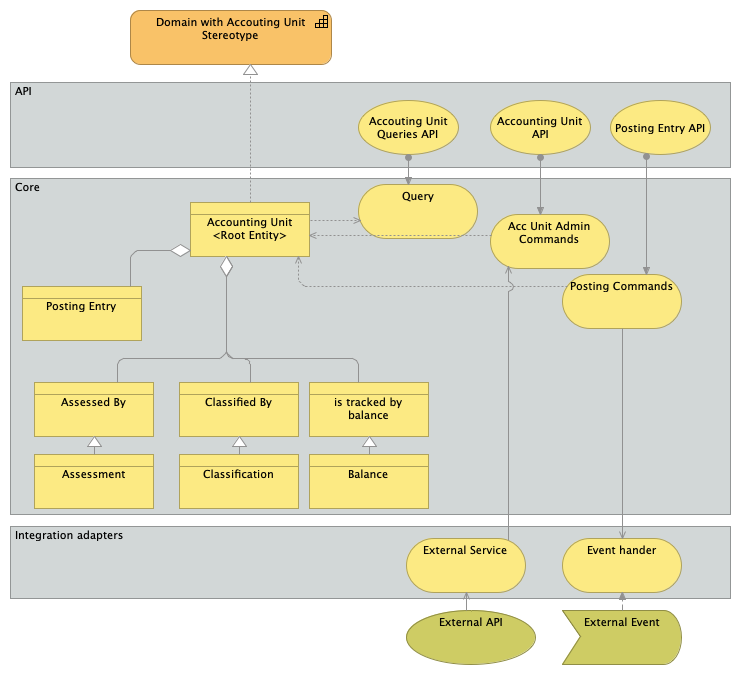 Domain with Accouting Unit
Stereotype
API
Accouting Unit
Queries API
Accounting Unit
API
Posting Entry API
Core
Query
Accounting Unit
<Root Entity>
Acc Unit Admin
Commands
Posting Entry
Posting Commands
Assessed By
Classified By
is tracked by
balance
Assessment
Classification
Balance
Integration adapters
External Service
Event hander
External API
External Event